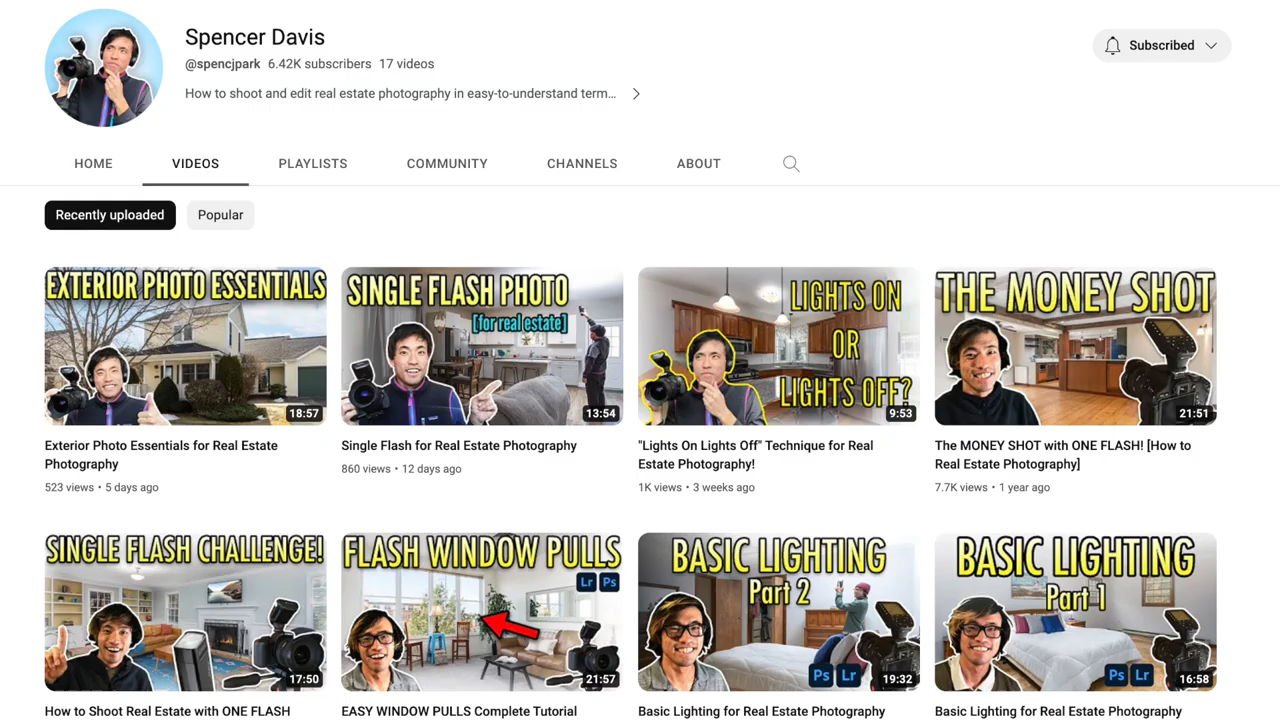 Spencer Davis
@spencjpark 6.42K subscribers 17 videos
How to shoot and edit real estate photography in easy-to-understand term...
Subscribed
HOME VIDEOS PLAYLISTS COMMUNITY CHANNELS ABOUT
Recently uploaded Popular
EXTERIOR PHOTO ESSENTIALS
18:57
Exterior Photo Essentials for Real Estate
Photography
523 views • 5 days ago
SINGLE FLASH PHOTO
[for real estate]
13:54
Single Flash for Real Estate Photography
860 views • 12 days ago
LIGHTS ON
OR
LIGHTS OFF?
9:53
"Lights On Lights Off" Technique for Real
Estate Photography!
1K views • 3 weeks ago
THE MONEY SHOT
21:51
The MONEY SHOT with ONE FLASH! [How to
Real Estate Photography]
7.7K views • 1 year ago
SINGLE FLASH CHALLENGE!
17:50
How to Shoot Real Estate with ONE FLASH
FLASH WINDOW PULLS
Lr Ps
21:57
EASY WINDOW PULLS Complete Tutorial
BASIC LIGHTING
Part 2
Ps Lr
19:32
Basic Lighting for Real Estate Photography
BASIC LIGHTING
Part 1
Ps Lr
16:58
Basic Lighting for Real Estate Photography